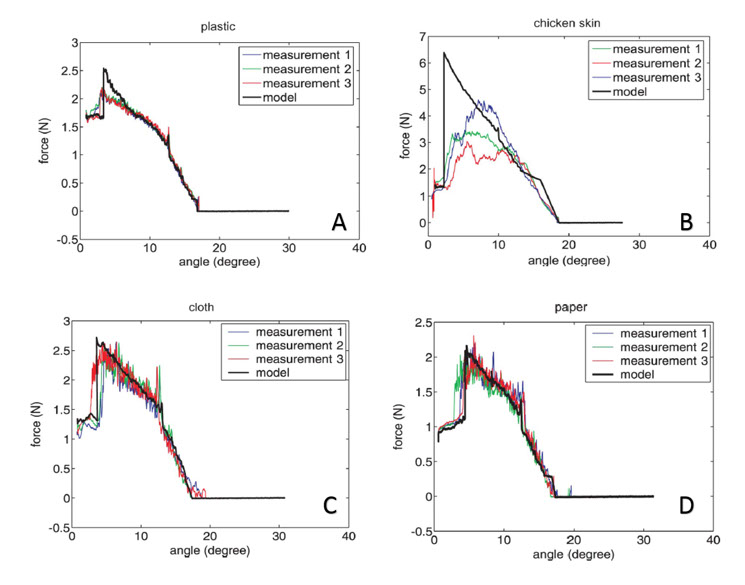 plastic
3
2.5
2
1.5
1
0.5
0
-0.5
force (N)
measurement 1
measurement 2
measurement 3
model
A
0
10
20
30
40
angle (degree)
chicken skin
7
6
5
4
3
2
1
0
force (N)
measurement 1
measurement 2
measurement 3
model
B
0
10
20
30
40
angle (degree)
cloth
3
2.5
2
1.5
1
0.5
0
-0.5
force (N)
measurement 1
measurement 2
measurement 3
model
C
0
10
20
30
40
angle (degree)
paper
2.5
2
1.5
1
0.5
0
-0.5
force (N)
measurement 1
measurement 2
measurement 3
model
D
0
10
20
30
40
angle (degree)